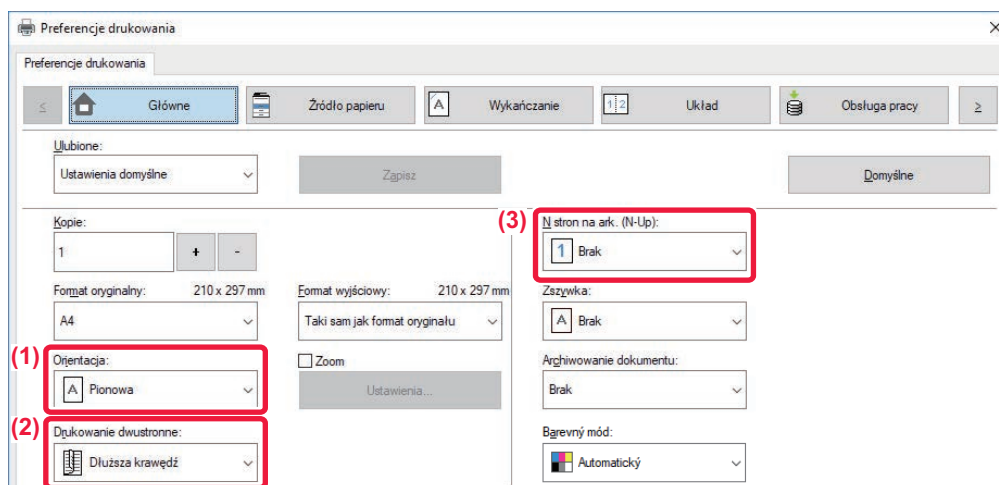 Preferencje drukowania
Preferencje drukowania
< Główne Źródło papieru A Wykańczanie 1 2 Układ Obsługa pracy >
Ulubione:
Ustawienia domyślne Zapisz Domyślne
Kopie: (3) N stron na ark. (N-Up):
1 + - 1 Brak
Format oryginalny: 210 x 297 mm Format wyjściowy: 210 x 297 mm Zszywka:
A4 Taki sam jak format oryginału A Brak
(1) Orientacja: Zoom Archiwowanie dokumentu:
A Pionowa Ustawienia... Brak
(2) Drukowanie dwustronne: Barevný mód:
Dłuższa krawędź Automatický